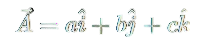 A⃗ = aî + bĵ + ck̂